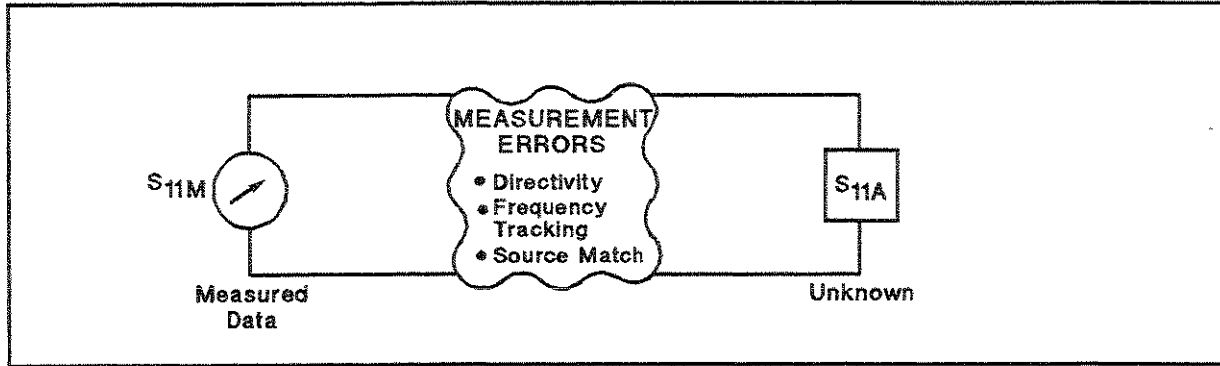 MEASUREMENT
ERRORS
• Directivity
• Frequency
Tracking
• Source Match
S11M
S11A
Measured
Data
Unknown